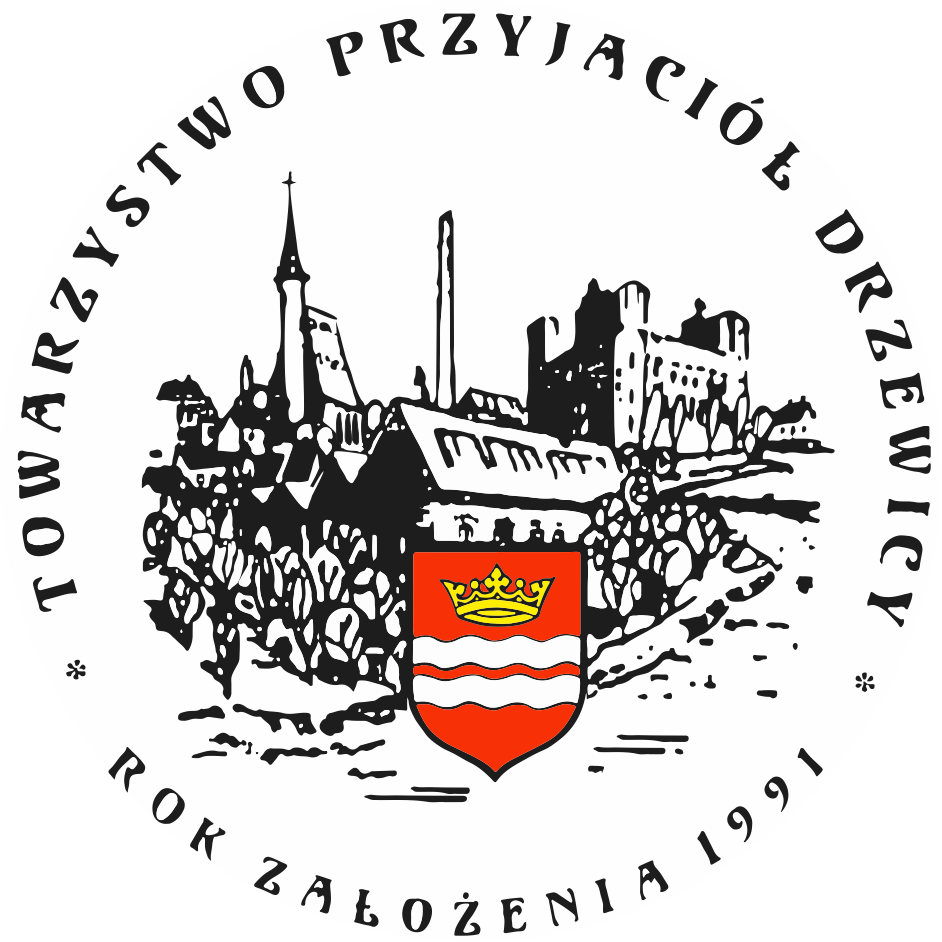 TOWARZYSTWO PRZYJACIÓŁ DRZEWICY
* ROK ZAŁOŻENIA 1991 *